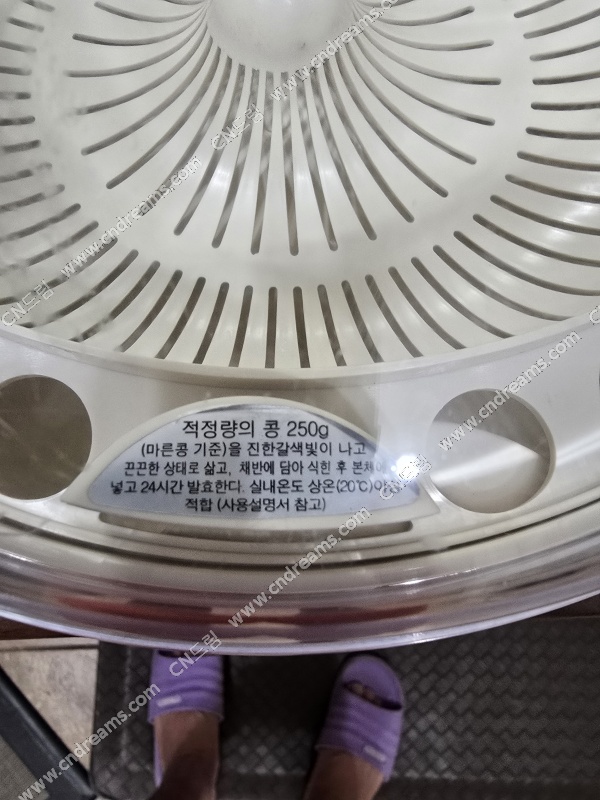 적정량의 콩 250g
(마른콩 기준)을 진한갈색빛이 나고
끈끈한 상태로 삶고, 채반에 담아 식힌 후 본체에
넣고 24시간 발효한다. 실내온도 상온(20℃)이
적합 (사용설명서 참고)
CN드림 www.cndreams.com